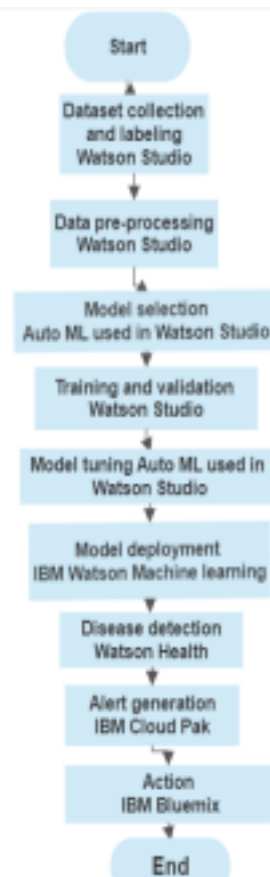 Start
Dataset collection
and labeling
Watson Studio
Data pre-processing
Watson Studio
Model selection
Auto ML used in Watson Studio
Training and validation
Watson Studio
Model tuning Auto ML used in
Watson Studio
Model deployment
IBM Watson Machine learning
Disease detection
Watson Health
Alert generation
IBM Cloud Pak
Action
IBM Bluemix
End